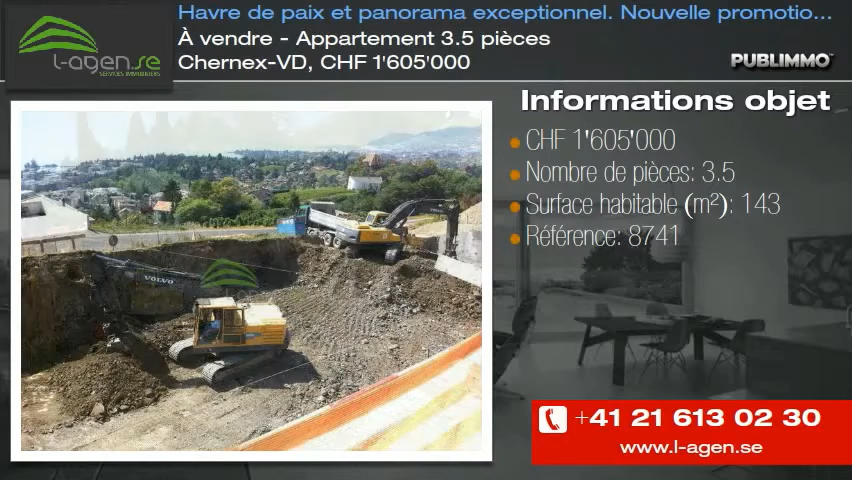 Havre de paix et panorama exceptionnel. Nouvelle promotio...
l-agen.se
SERVICES IMMOBILIERS
À vendre - Appartement 3.5 pièces
Chernex-VD, CHF 1'605'000
PUBLIMMO
Informations objet
CHF 1'605'000
Nombre de pièces: 3.5
Surface habitable (m²): 143
Référence: 8741
VOLVO
+41 21 613 02 30
www.l-agen.se